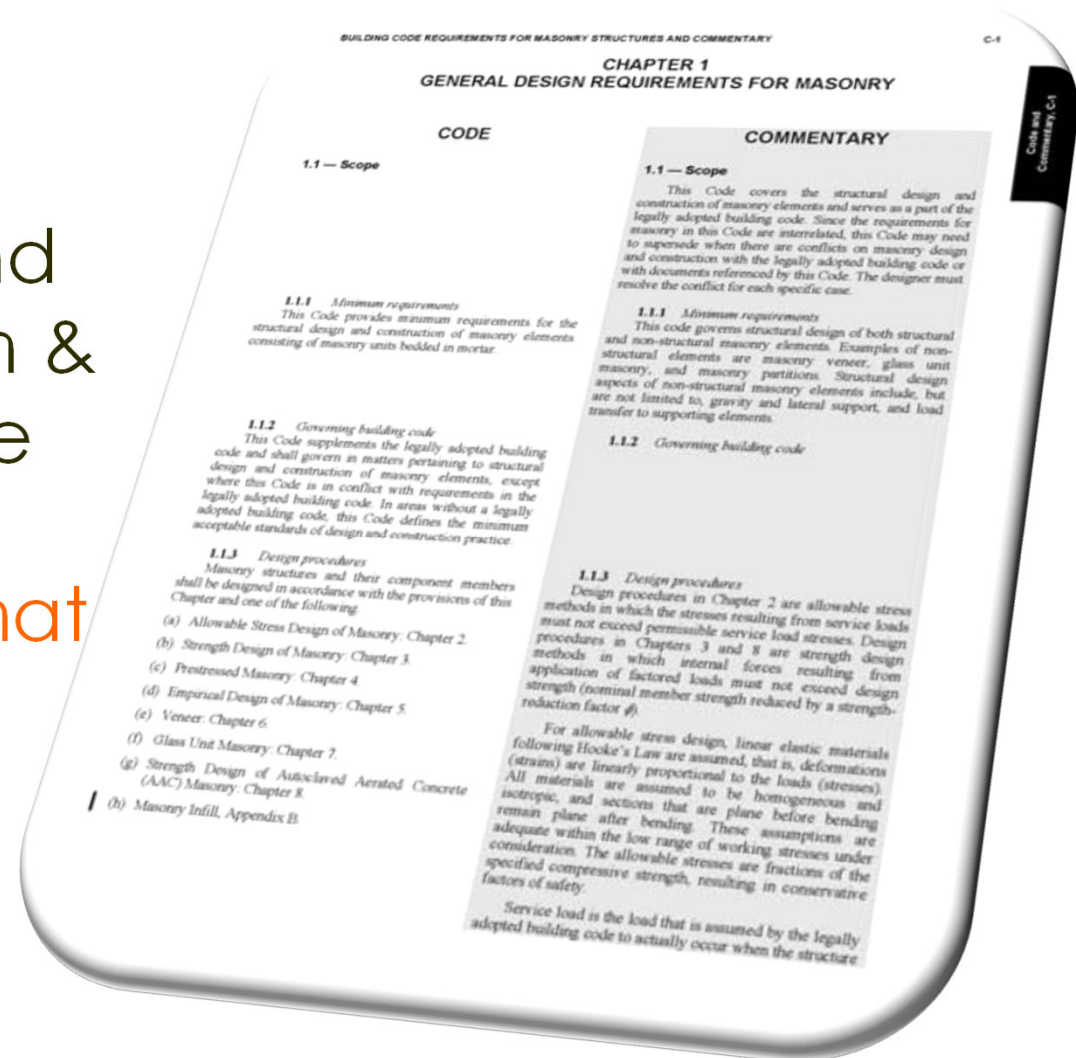 nd
n &
e
hat
BUILDING CODE REQUIREMENTS FOR MASONRY STRUCTURES AND COMMENTARY
C-1
CHAPTER 1
GENERAL DESIGN REQUIREMENTS FOR MASONRY
Code and
Commentary, C-1
CODE
1.1 — Scope
1.1.1 Minimum requirements
This Code provides minimum requirements for the
structural design and construction of masonry elements
consisting of masonry units bedded in mortar.
1.1.2 Governing building code
This Code supplements the legally adopted building
code and shall govern in matters pertaining to structural
design and construction of masonry elements, except
where this Code is in conflict with requirements in the
legally adopted building code. In areas without a legally
adopted building code, this Code defines the minimum
acceptable standards of design and construction practice.
1.1.3 Design procedures
Masonry structures and their component members
shall be designed in accordance with the provisions of this
Chapter and one of the following:
(a) Allowable Stress Design of Masonry: Chapter 2.
(b) Strength Design of Masonry: Chapter 3.
(c) Prestressed Masonry: Chapter 4
(d) Empirical Design of Masonry: Chapter 5.
(e) Veneer: Chapter 6.
(f) Glass Unit Masonry: Chapter 7.
(g) Strength Design of Autoclaved Aerated Concrete
(AAC) Masonry: Chapter 8.
(h) Masonry Infill, Appendix B.
COMMENTARY
1.1 — Scope
This Code covers the structural design and
construction of masonry elements and serves as a part of the
legally adopted building code. Since the requirements for
masonry in this Code are interrelated, this Code may need
to supersede when there are conflicts on masonry design
and construction with the legally adopted building code or
with documents referenced by this Code. The designer must
resolve the conflict for each specific case.
1.1.1 Minimum requirements
This code governs structural design of both structural
and non-structural masonry elements. Examples of non-
structural elements are masonry veneer, glass unit
masonry, and masonry partitions. Structural design
aspects of non-structural masonry elements include, but
are not limited to, gravity and lateral support, and load
transfer to supporting elements.
1.1.2 Governing building code
1.1.3 Design procedures
Design procedures in Chapter 2 are allowable stress
methods in which the stresses resulting from service loads
must not exceed permissible service load stresses. Design
procedures in Chapters 3 and 8 are strength design
methods in which internal forces resulting from
application of factored loads must not exceed design
strength (nominal member strength reduced by a strength-
reduction factor ϕ).
For allowable stress design, linear elastic materials
following Hooke's Law are assumed, that is, deformations
(strains) are linearly proportional to the loads (stresses).
All materials are assumed to be homogeneous and
isotropic, and sections that are plane before bending
remain plane after bending. These assumptions are
adequate within the low range of working stresses under
consideration. The allowable stresses are fractions of the
specified compressive strength, resulting in conservative
factors of safety.
Service load is the load that is assumed by the legally
adopted building code to actually occur when the structure